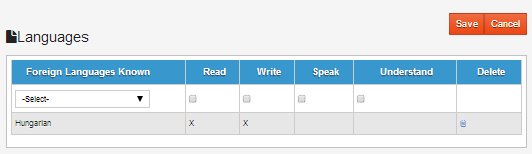 Save Cancel
Languages
Foreign Languages Known Read Write Speak Understand Delete
-Select-
Hungarian X X